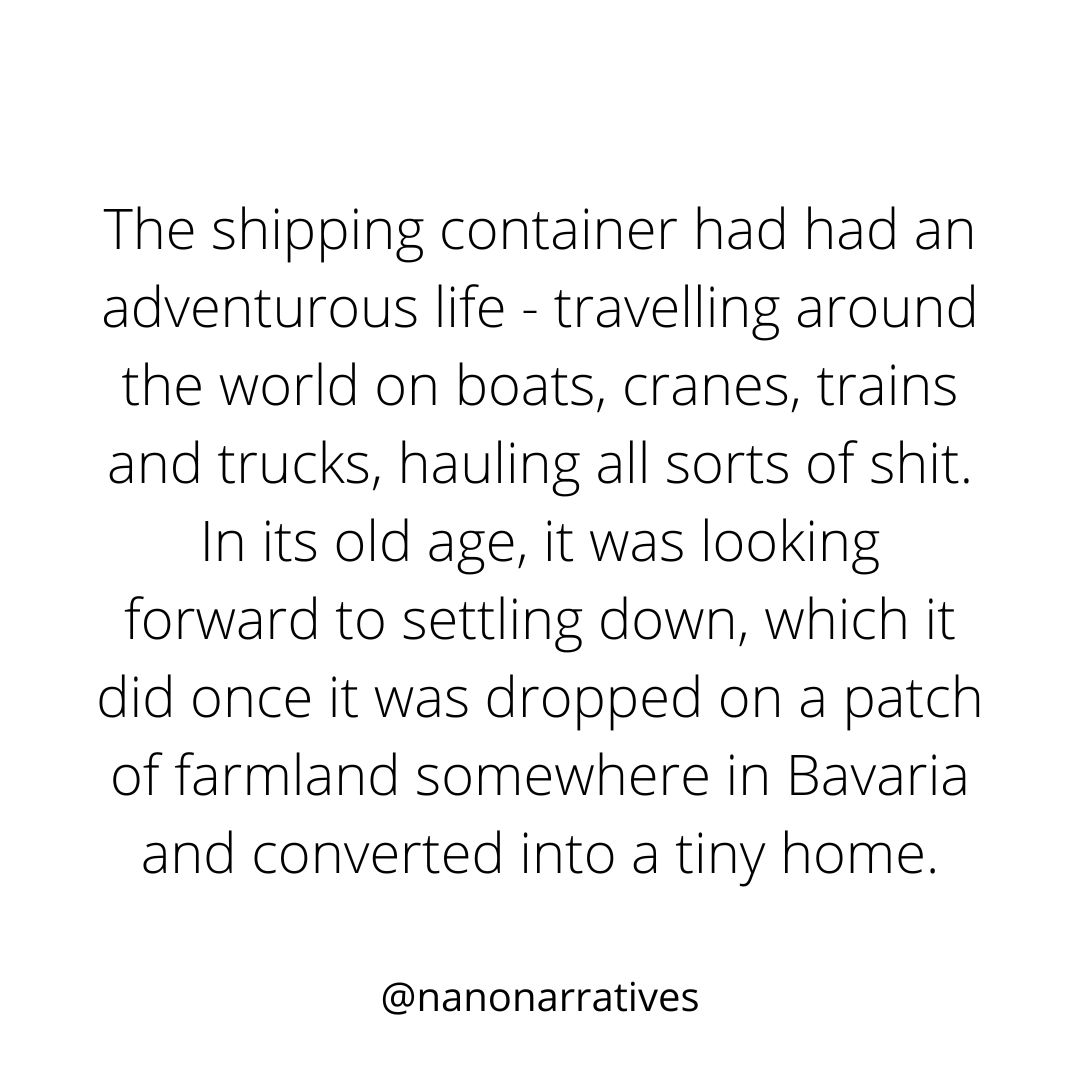 The shipping container had had an
adventurous life - travelling around
the world on boats, cranes, trains
and trucks, hauling all sorts of shit.
In its old age, it was looking
forward to settling down, which it
did once it was dropped on a patch
of farmland somewhere in Bavaria
and converted into a tiny home.
@nanonarratives